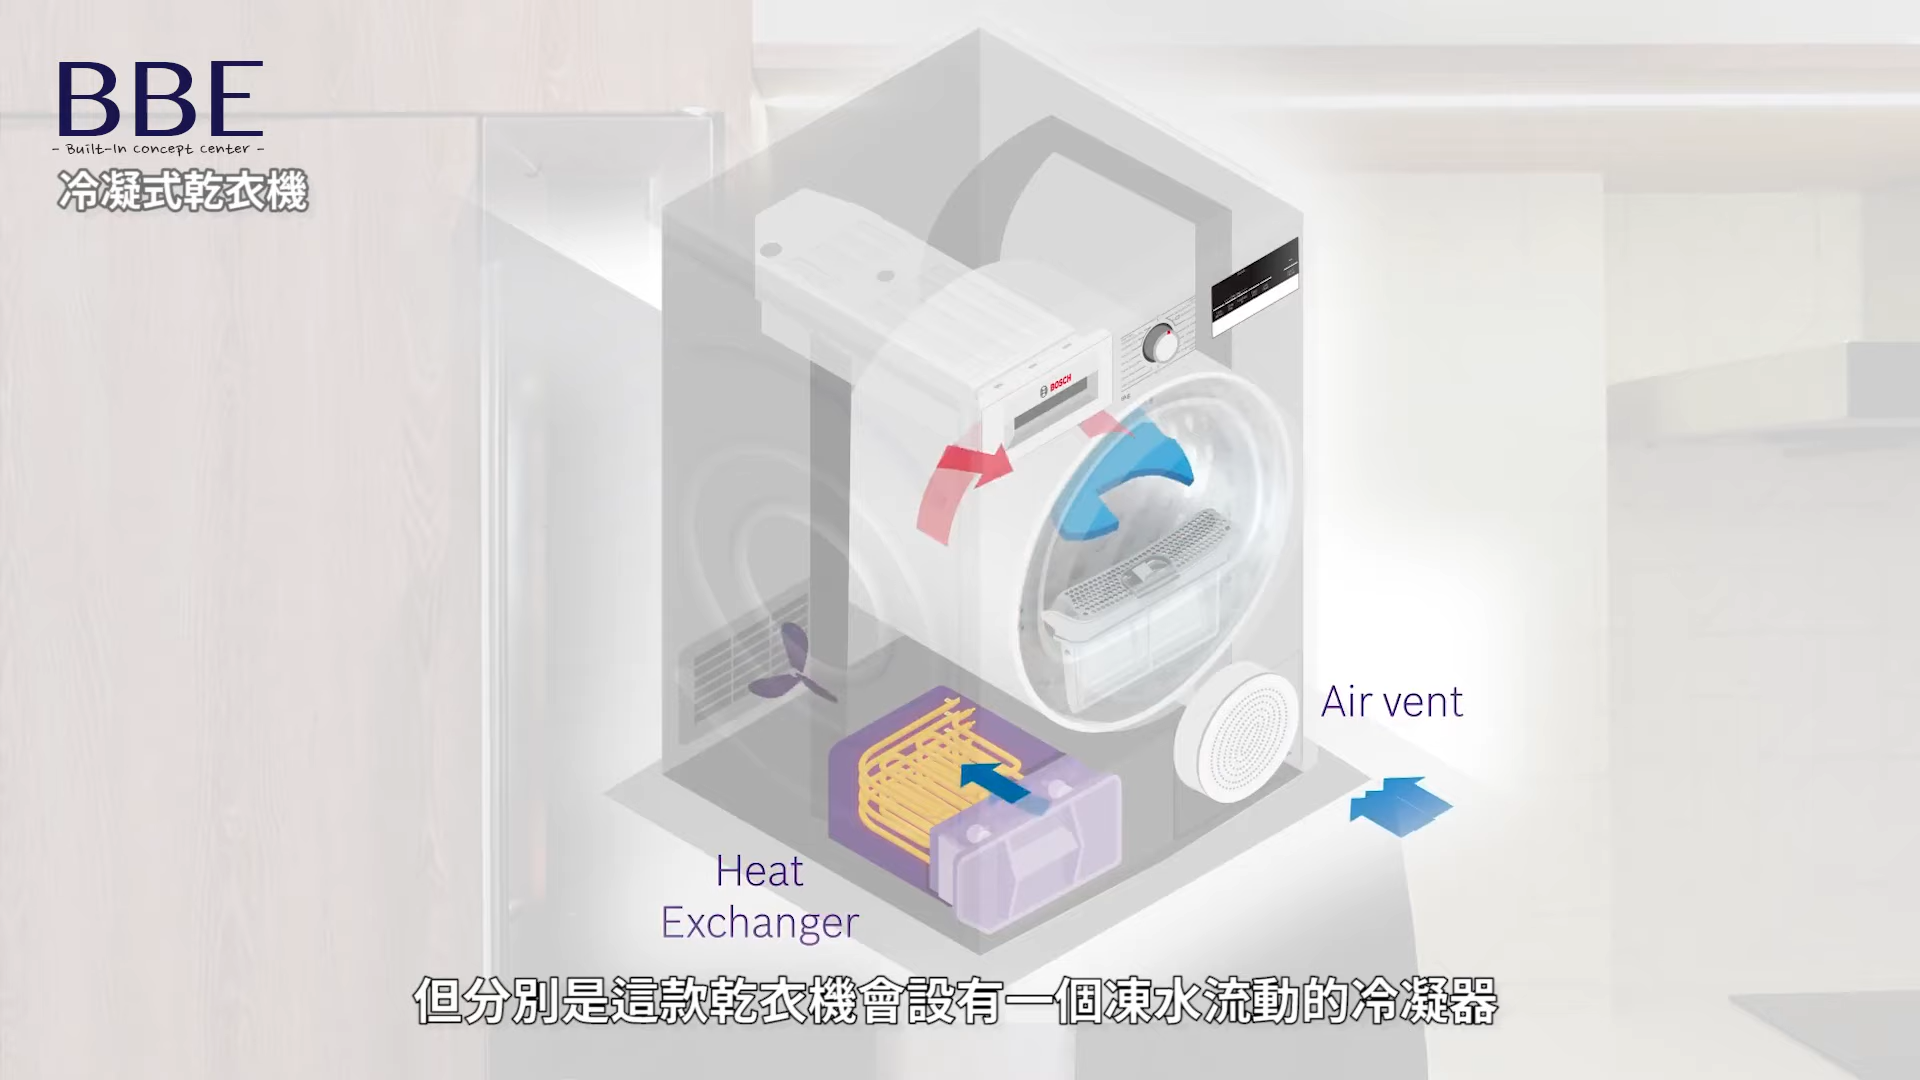 BBE
- Built-In Concept Center -
冷凝式乾衣機
BOSCH
Air vent
Heat
Exchanger
但分別是這款乾衣機會設有一個凍水流動的冷凝器